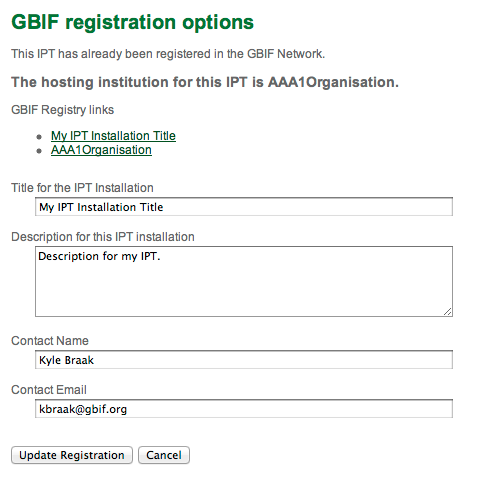 GBIF registration options
This IPT has already been registered in the GBIF Network.
The hosting institution for this IPT is AAA1Organisation.
GBIF Registry links
My IPT Installation Title
AAA1Organisation
Title for the IPT Installation
My IPT Installation Title
Description for this IPT installation
Description for my IPT.
Contact Name
Kyle Braak
Contact Email
kbraak@gbif.org
Update Registration Cancel